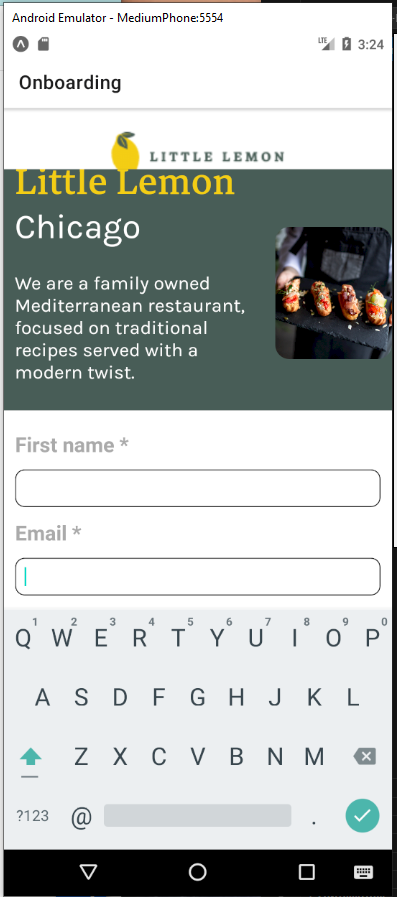 Android Emulator - MediumPhone:5554
LTE 3:24
Onboarding
LITTLE LEMON
Little Lemon
Chicago
We are a family owned
Mediterranean restaurant,
focused on traditional
recipes served with a
modern twist.
First name *
Email *
1 2 3 4 5 6 7 8 9 0
Q W E R T Y U I O P
A S D F G H J K L
Z X C V B N M
?123 @ .